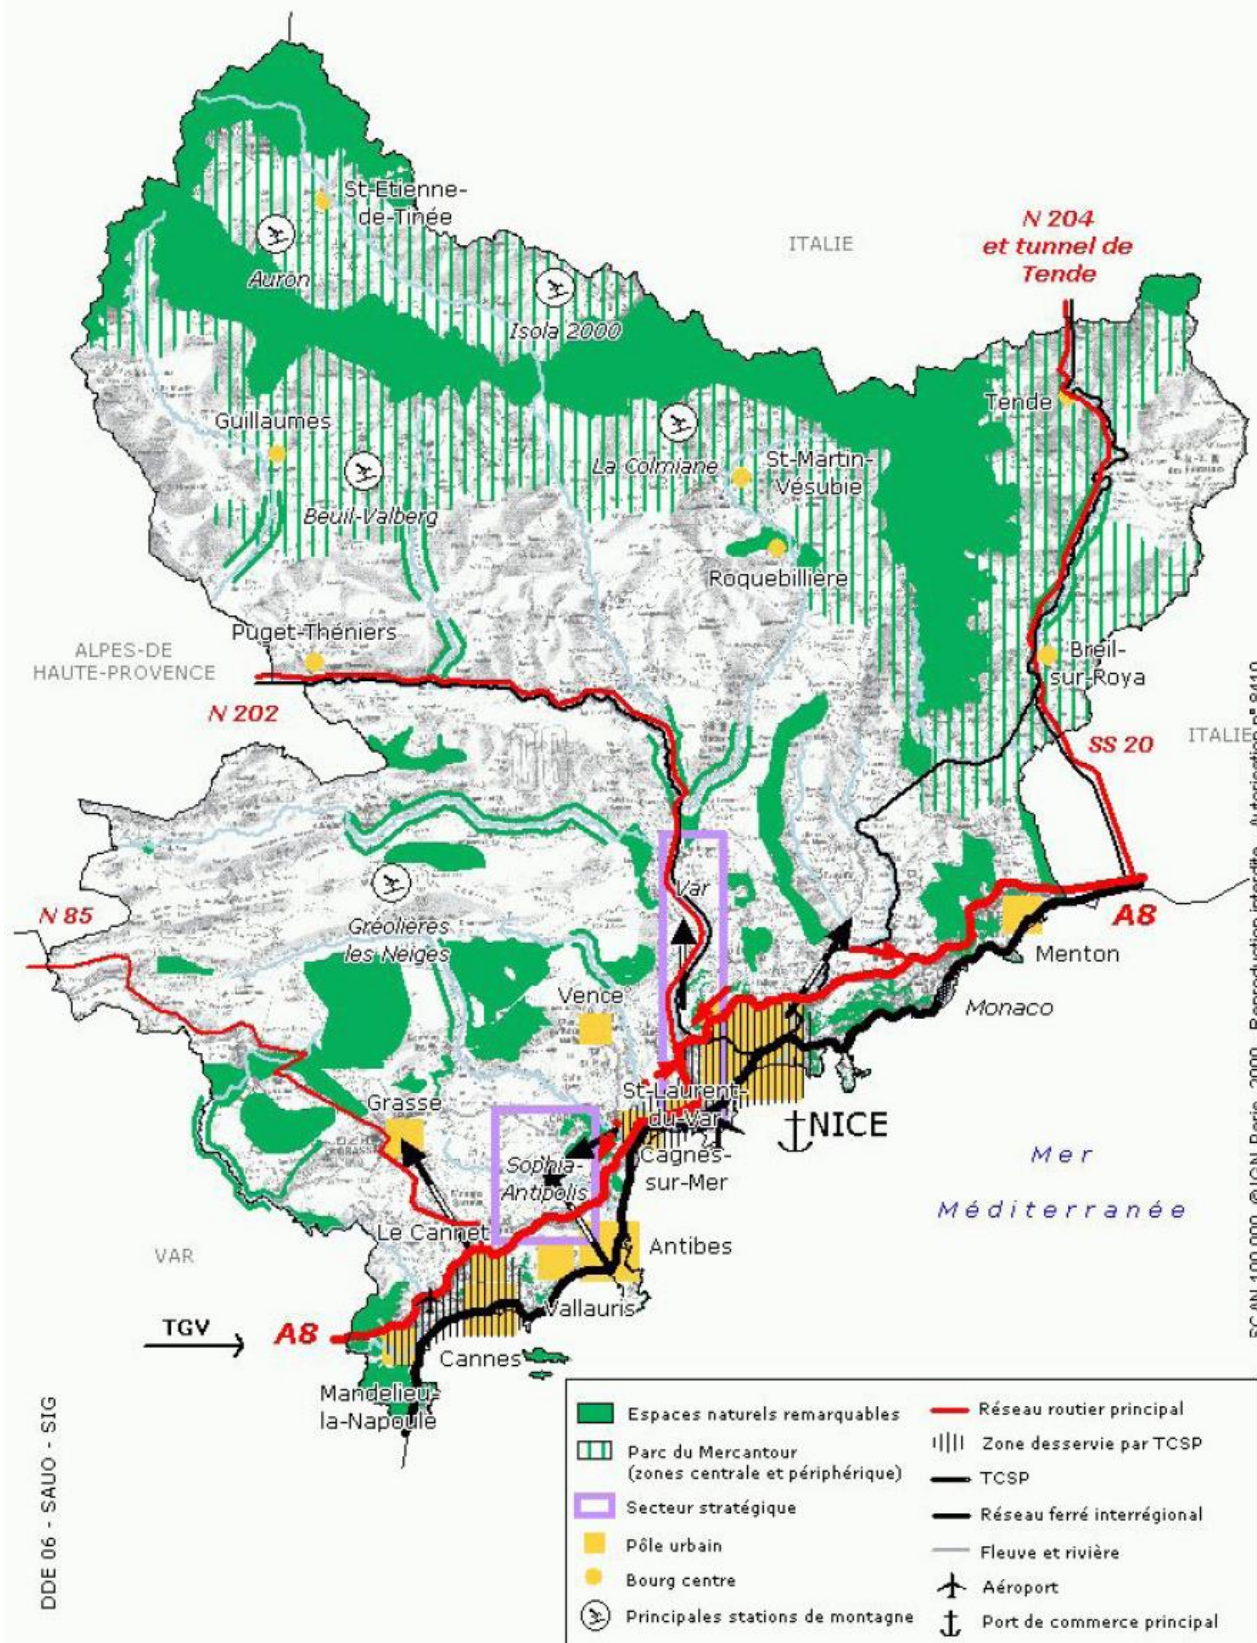 N 204
et tunnel de
Tende
ITALIE
St-Etienne-
de-Tinée
Auron
Isola 2000
Tende
Guillaumes
La Colmiane
St-Martin-
Vésubie
Beuil-Valberg
Roquebillière
Puget-Théniers
ALPES-DE
HAUTE-PROVENCE
Breil-
sur-Roya
N 202
SS 20
ITALIE
Var
N 85
Gréolières
les Neiges
A8
Menton
Vence
Monaco
St-Laurent-
du-Var
NICE
Grasse
Cagnes-
sur-Mer
Sophia-
Antipolis
Mer
Méditerranée
Le Cannet
Antibes
VAR
Vallauris
TGV
A8
Cannes
Mandelieu-
la-Napoule
DDE 06 - SAUO - SIG
Espaces naturels remarquables
Parc du Mercantour
(zones centrale et périphérique)
Secteur stratégique
Pôle urbain
Bourg centre
Principales stations de montagne
Réseau routier principal
Zone desservie par TCSP
TCSP
Réseau ferré interrégional
Fleuve et rivière
Aéroport
Port de commerce principal